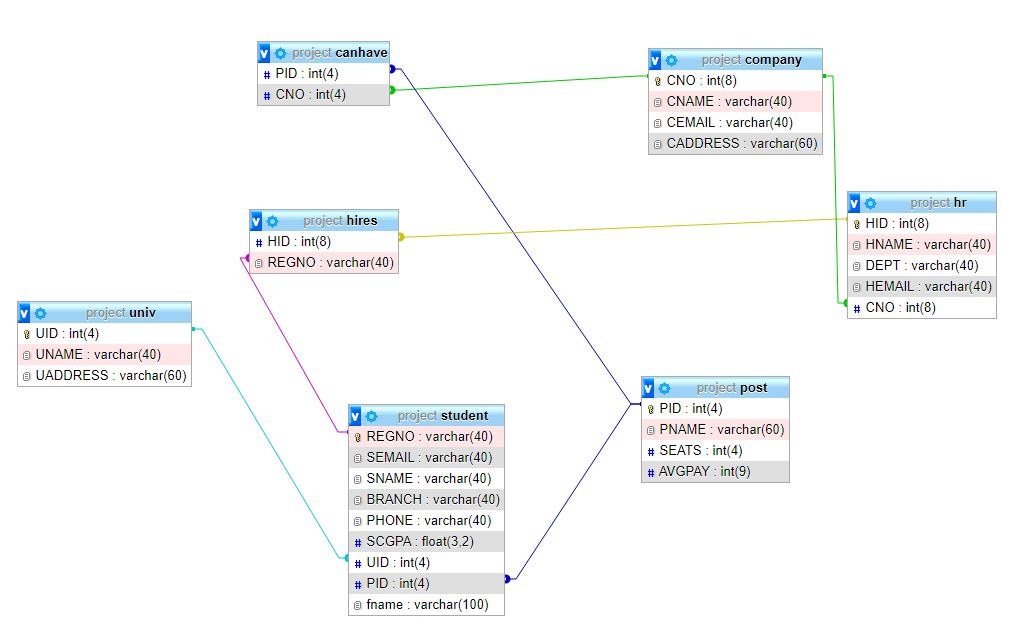 v project canhave
# PID : int(4)
# CNO : int(4)
v project company
CNO : int(8)
CNAME : varchar(40)
CEMAIL : varchar(40)
CADDRESS : varchar(60)
v project hires
# HID : int(8)
REGNO : varchar(40)
v project hr
HID : int(8)
HNAME : varchar(40)
DEPT : varchar(40)
HEMAIL : varchar(40)
# CNO : int(8)
v project univ
UID : int(4)
UNAME : varchar(40)
UADDRESS : varchar(60)
v project student
REGNO : varchar(40)
SEMAIL : varchar(40)
SNAME : varchar(40)
BRANCH : varchar(40)
PHONE : varchar(40)
# SCGPA : float(3,2)
# UID : int(4)
# PID : int(4)
fname : varchar(100)
v project post
PID : int(4)
PNAME : varchar(60)
# SEATS : int(4)
# AVGPAY : int(9)